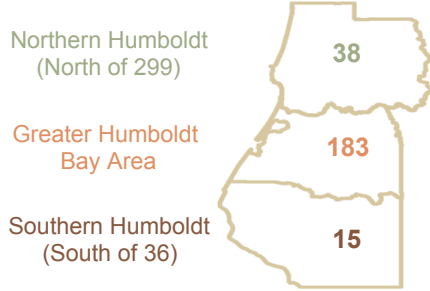 Northern Humboldt
(North of 299)
38
Greater Humboldt
Bay Area
183
Southern Humboldt
(South of 36)
15